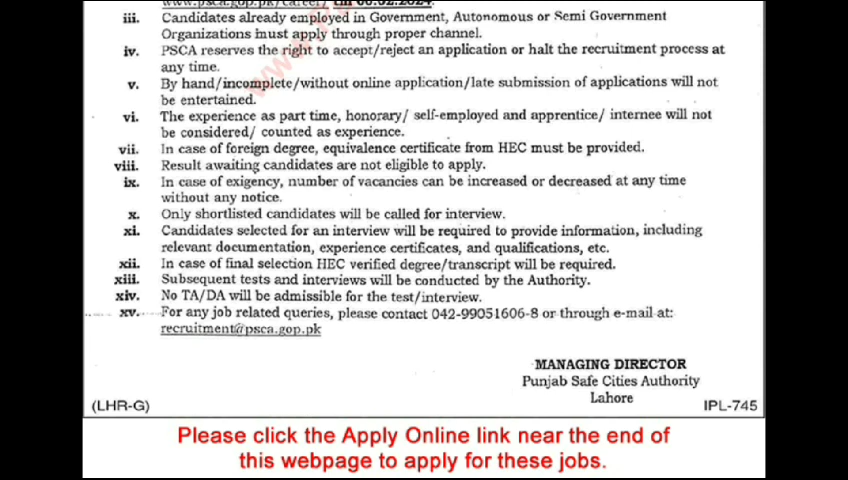 www.psca.gop.pk/career/ till 06.02.2024.
iii. Candidates already employed in Government, Autonomous or Semi Government
Organizations must apply through proper channel.
iv. PSCA reserves the right to accept/reject an application or halt the recruitment process at
any time.
v. By hand/incomplete/without online application/late submission of applications will not
be entertained.
vi. The experience as part time, honorary/ self-employed and apprentice/ internee will not
be considered/ counted as experience.
vii. In case of foreign degree, equivalence certificate from HEC must be provided.
viii. Result awaiting candidates are not eligible to apply.
ix. In case of exigency, number of vacancies can be increased or decreased at any time
without any notice.
x. Only shortlisted candidates will be called for interview.
xi. Candidates selected for an interview will be required to provide information, including
relevant documentation, experience certificates, and qualifications, etc.
xii. In case of final selection HEC verified degree/transcript will be required.
xiii. Subsequent tests and interviews will be conducted by the Authority.
xiv. No TA/DA will be admissible for the test/interview.
xv. For any job related queries, please contact 042-99051606-8 or through e-mail at:
recruitment@psca.gop.pk
MANAGING DIRECTOR
Punjab Safe Cities Authority
Lahore
(LHR-G) IPL-745
Please click the Apply Online link near the end of
this webpage to apply for these jobs.